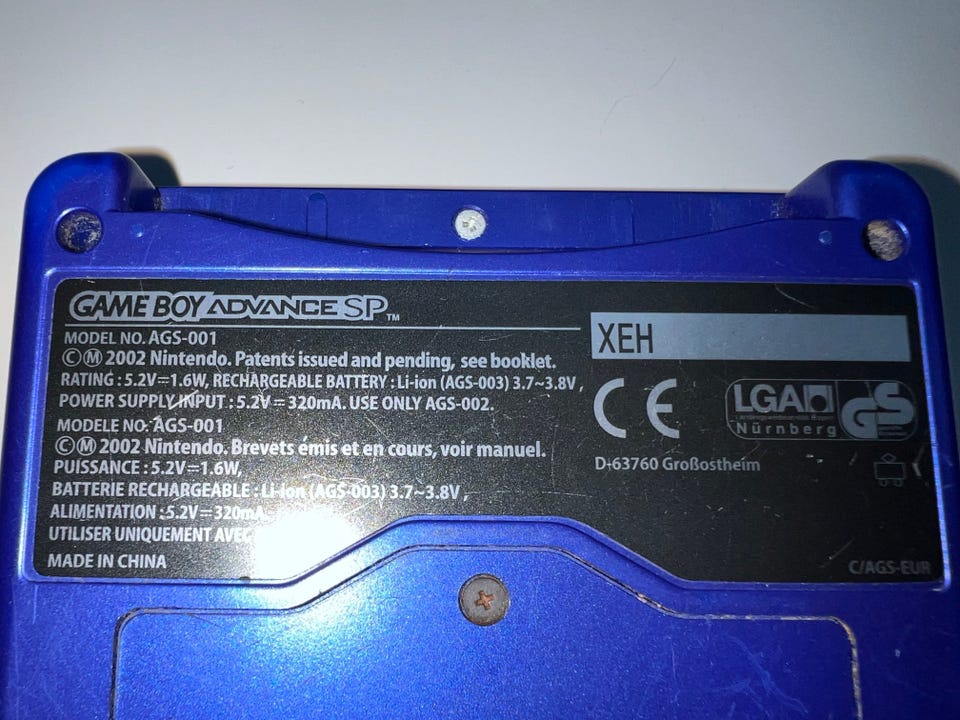 GAME BOY ADVANCE SP™
MODEL NO. AGS-001
©Ⓜ 2002 Nintendo. Patents issued and pending, see booklet.
RATING : 5.2V⎓1.6W, RECHARGEABLE BATTERY : Li-ion (AGS-003) 3.7~3.8V ,
POWER SUPPLY INPUT : 5.2V⎓320mA. USE ONLY AGS-002.
MODELE NO. AGS-001
©Ⓜ 2002 Nintendo. Brevets émis et en cours, voir manuel.
PUISSANCE : 5.2V⎓1.6W,
BATTERIE RECHARGEABLE : Li-ion (AGS-003) 3.7~3.8V ,
ALIMENTATION : 5.2V⎓320mA.
UTILISER UNIQUEMENT AVEC
MADE IN CHINA
XEH
CE
LGA
Nürnberg
GS
D-63760 Großostheim
C/AGS-EUR